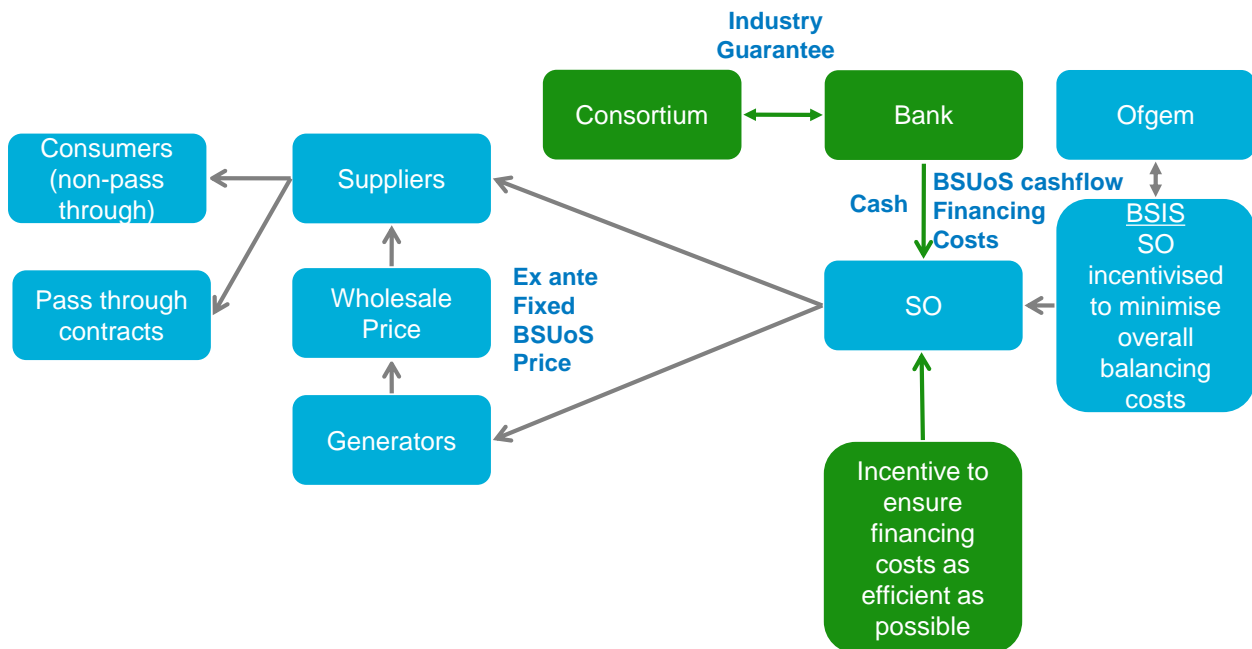 Industry
Guarantee
Consortium
Bank
Ofgem
Consumers
(non-pass
through)
Suppliers
Cash
BSUoS cashflow
Financing
Costs
BSIS
SO
incentivised
to minimise
overall
balancing
costs
Pass through
contracts
Wholesale
Price
Ex ante
Fixed
BSUoS
Price
SO
Generators
Incentive to
ensure
financing
costs as
efficient as
possible